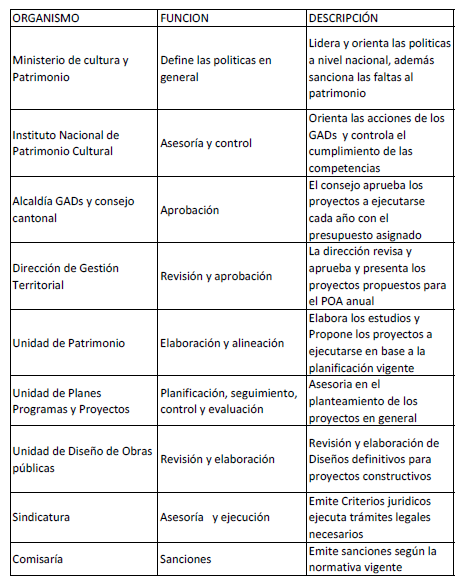 ORGANISMO FUNCION DESCRIPCIÓN
Ministerio de cultura y
Patrimonio
Define las politicas en
general
Lidera y orienta las politicas
a nivel nacional, además
sanciona las faltas al
patrimonio
Instituto Nacional de
Patrimonio Cultural
Asesoría y control
Orienta las acciones de los
GADs y controla el
cumplimiento de las
competencias
Alcaldía GADs y consejo
cantonal
Aprobación
El consejo aprueba los
proyectos a ejecutarse
cada año con el
presupuesto asignado
Dirección de Gestión
Territorial
Revisión y aprobación
La dirección revisa y
aprueba y presenta los
proyectos propuestos para
el POA anual
Unidad de Patrimonio
Elaboración y alineación
Elabora los estudios y
Propone los proyectos a
ejecutarse en base a la
planificación vigente
Unidad de Planes
Programas y Proyectos
Planificación, seguimiento,
control y evaluación
Asesoria en el
planteamiento de los
proyectos en general
Unidad de Diseño de Obras
públicas
Revisión y elaboración
Revisión y elaboración de
Diseños definitivos para
proyectos constructivos
Sindicatura
Asesoría y ejecución
Emite Criterios juridicos
ejecuta trámites legales
necesarios
Comisaría
Sanciones
Emite sanciones según la
normativa vigente